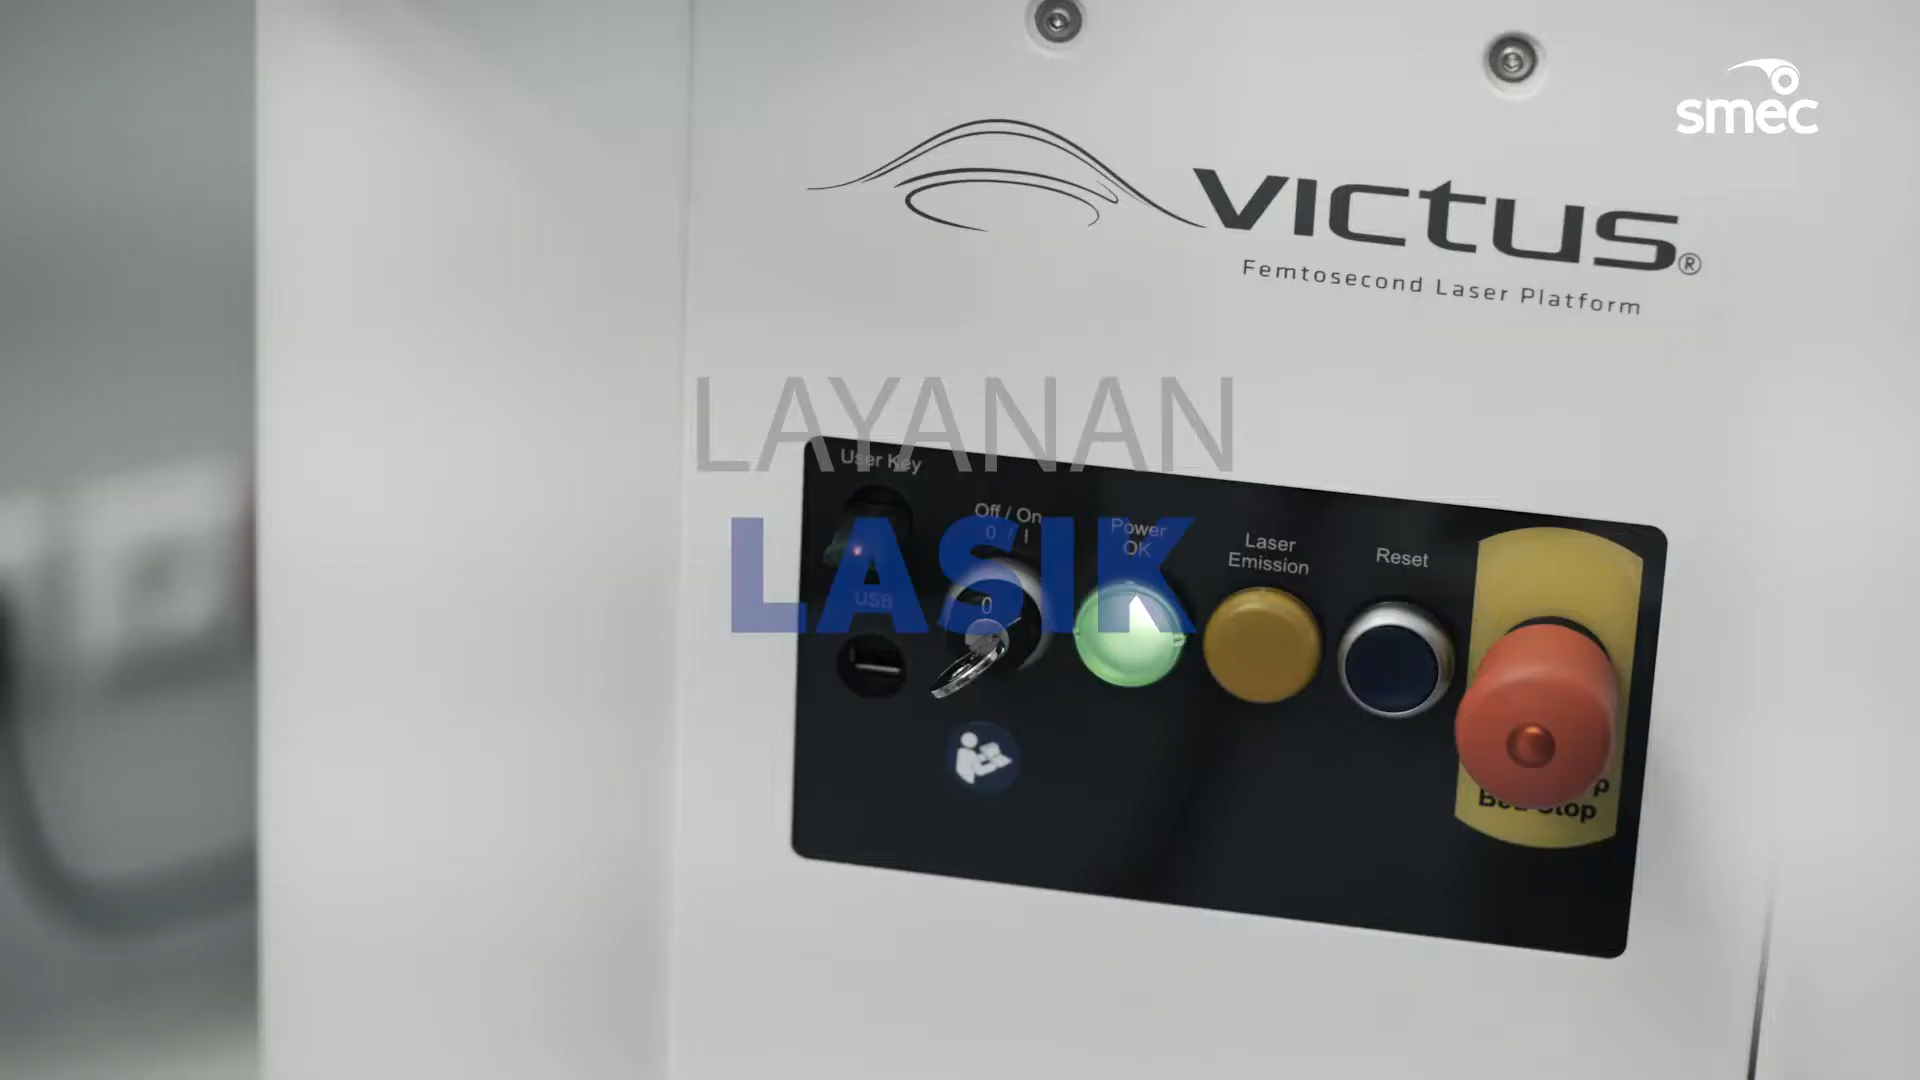 smec
VICTUS®
Femtosecond Laser Platform
LAYANAN
LASIK
User Key
Off / On
0 / I
Power
OK
Laser
Emission
Reset
USB
0
Stop